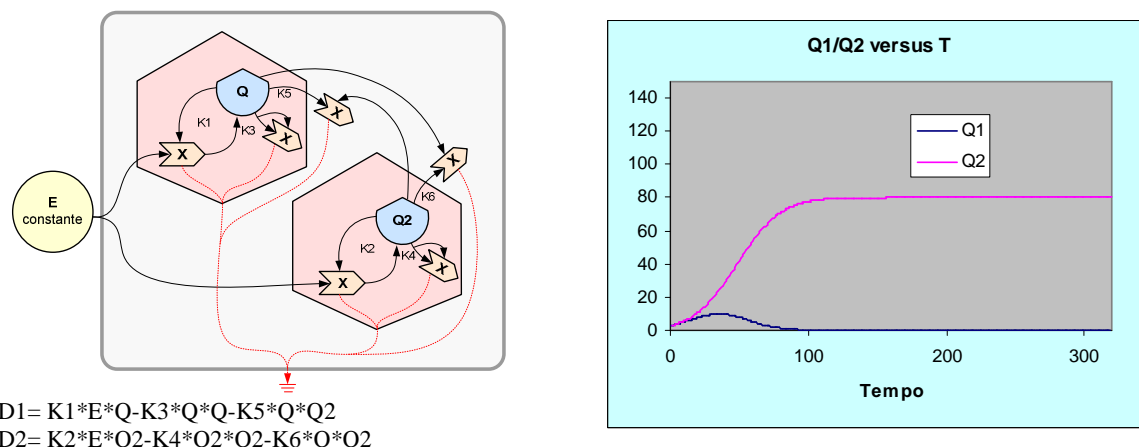 Q
K5
K1
K3
X
X
X
X
E
constante
K6
Q2
K2
K4
X
X
D1= K1*E*Q-K3*Q*Q-K5*Q*Q2
D2= K2*E*Q2-K4*Q2*Q2-K6*Q*Q2
Q1/Q2 versus T
140
120
100
80
60
40
20
0
Q1
Q2
0
100
200
300
Tempo